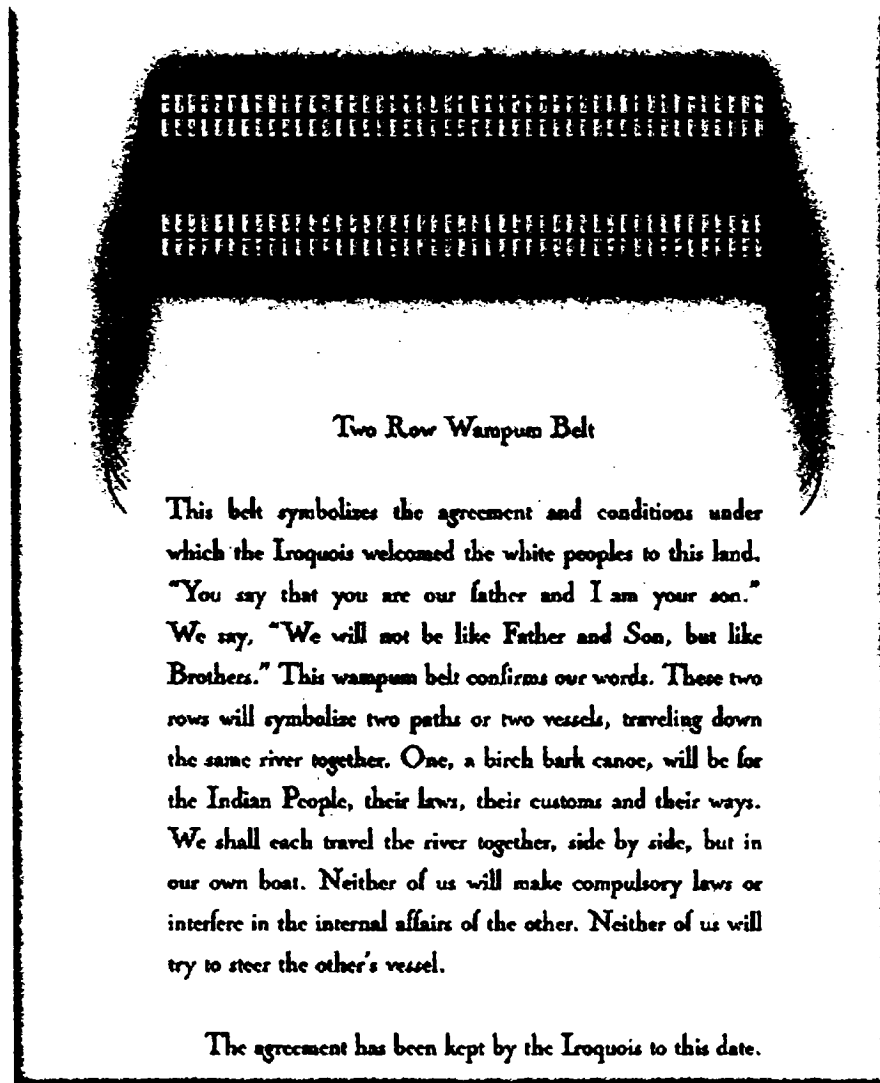 Two Row Wampum Belt
This belt symbolizes the agreement and conditions under
which the Iroquois welcomed the white peoples to this land.
"You say that you are our father and I am your son."
We say, "We will not be like Father and Son, but like
Brothers." This wampum belt confirms our words. These two
rows will symbolize two paths or two vessels, traveling down
the same river together. One, a birch bark canoe, will be for
the Indian People, their laws, their customs and their ways.
We shall each travel the river together, side by side, but in
our own boat. Neither of us will make compulsory laws or
interfere in the internal affairs of the other. Neither of us will
try to steer the other's vessel.
The agreement has been kept by the Iroquois to this date.